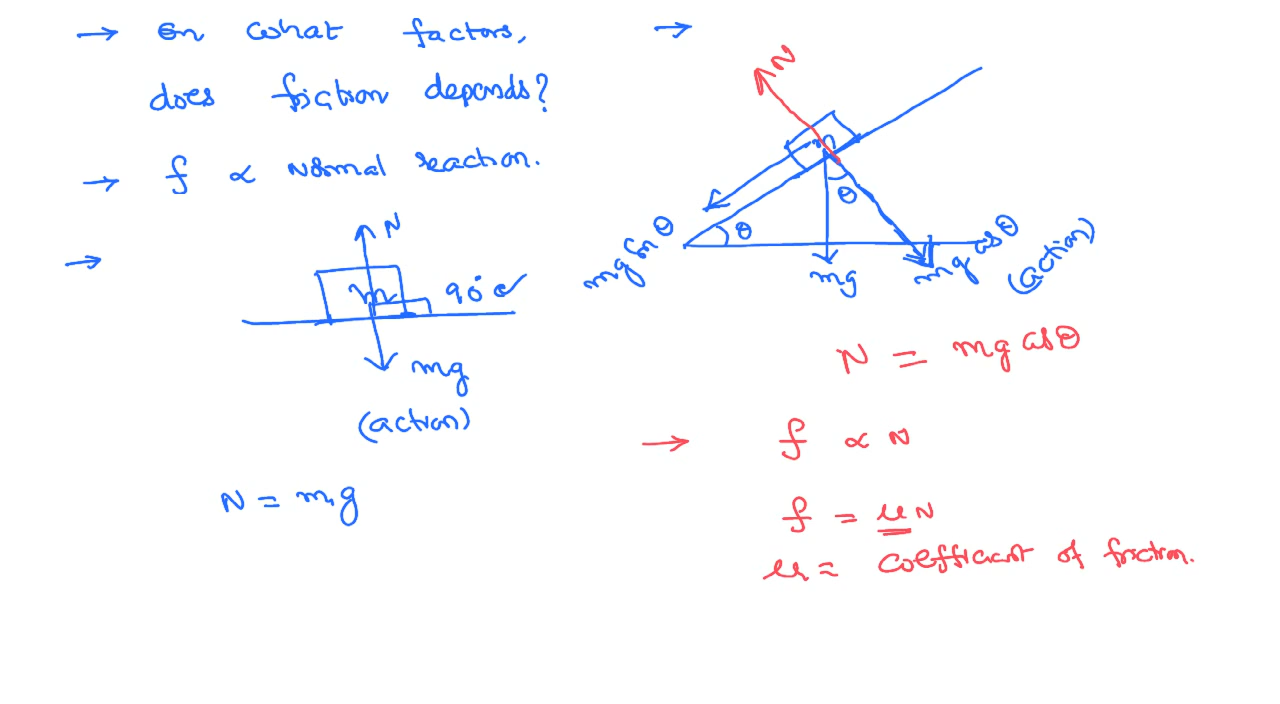 → On what factors,
does friction depends?
→ f ∝ Normal reaction.
→
N
m 90°
mg
(action)
N = mg
→
N
m
θ
θ
mg sin θ
mg
mg cos θ
(action)
N = mg cos θ
→ f ∝ N
f = μN
μ = coefficient of friction.